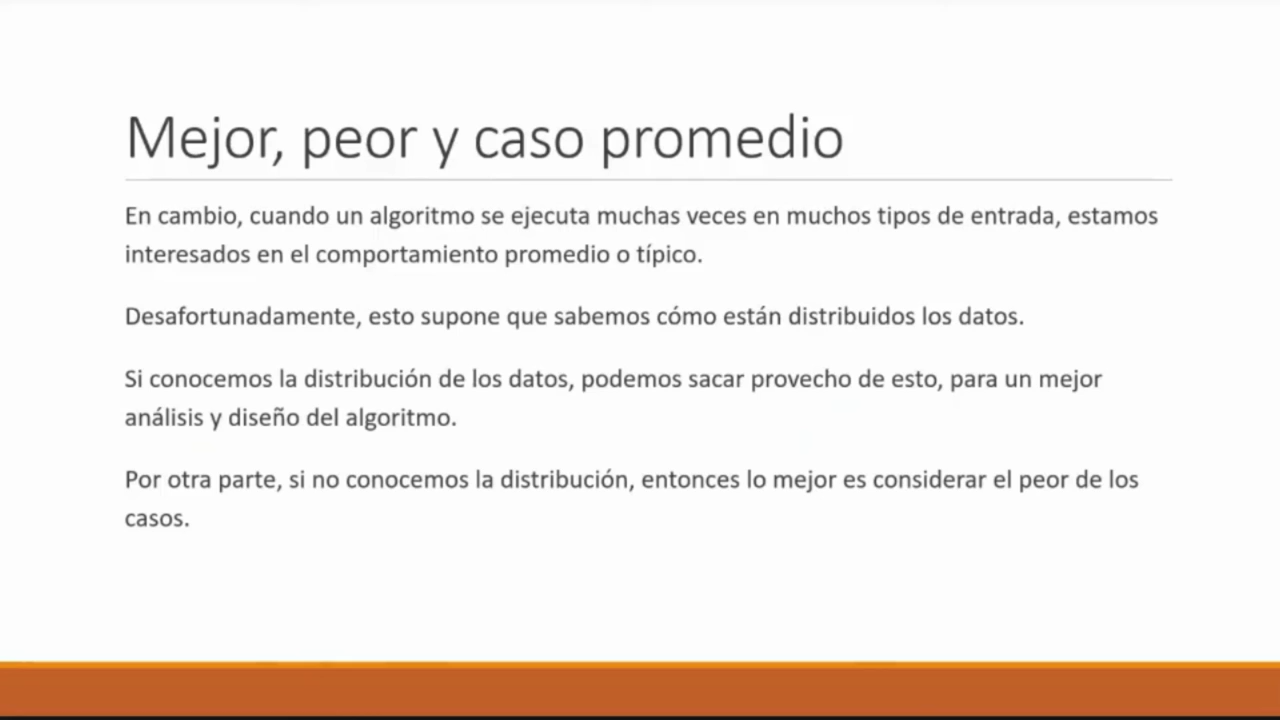 Mejor, peor y caso promedio
En cambio, cuando un algoritmo se ejecuta muchas veces en muchos tipos de entrada, estamos
interesados en el comportamiento promedio o típico.
Desafortunadamente, esto supone que sabemos cómo están distribuidos los datos.
Si conocemos la distribución de los datos, podemos sacar provecho de esto, para un mejor
análisis y diseño del algoritmo.
Por otra parte, si no conocemos la distribución, entonces lo mejor es considerar el peor de los
casos.